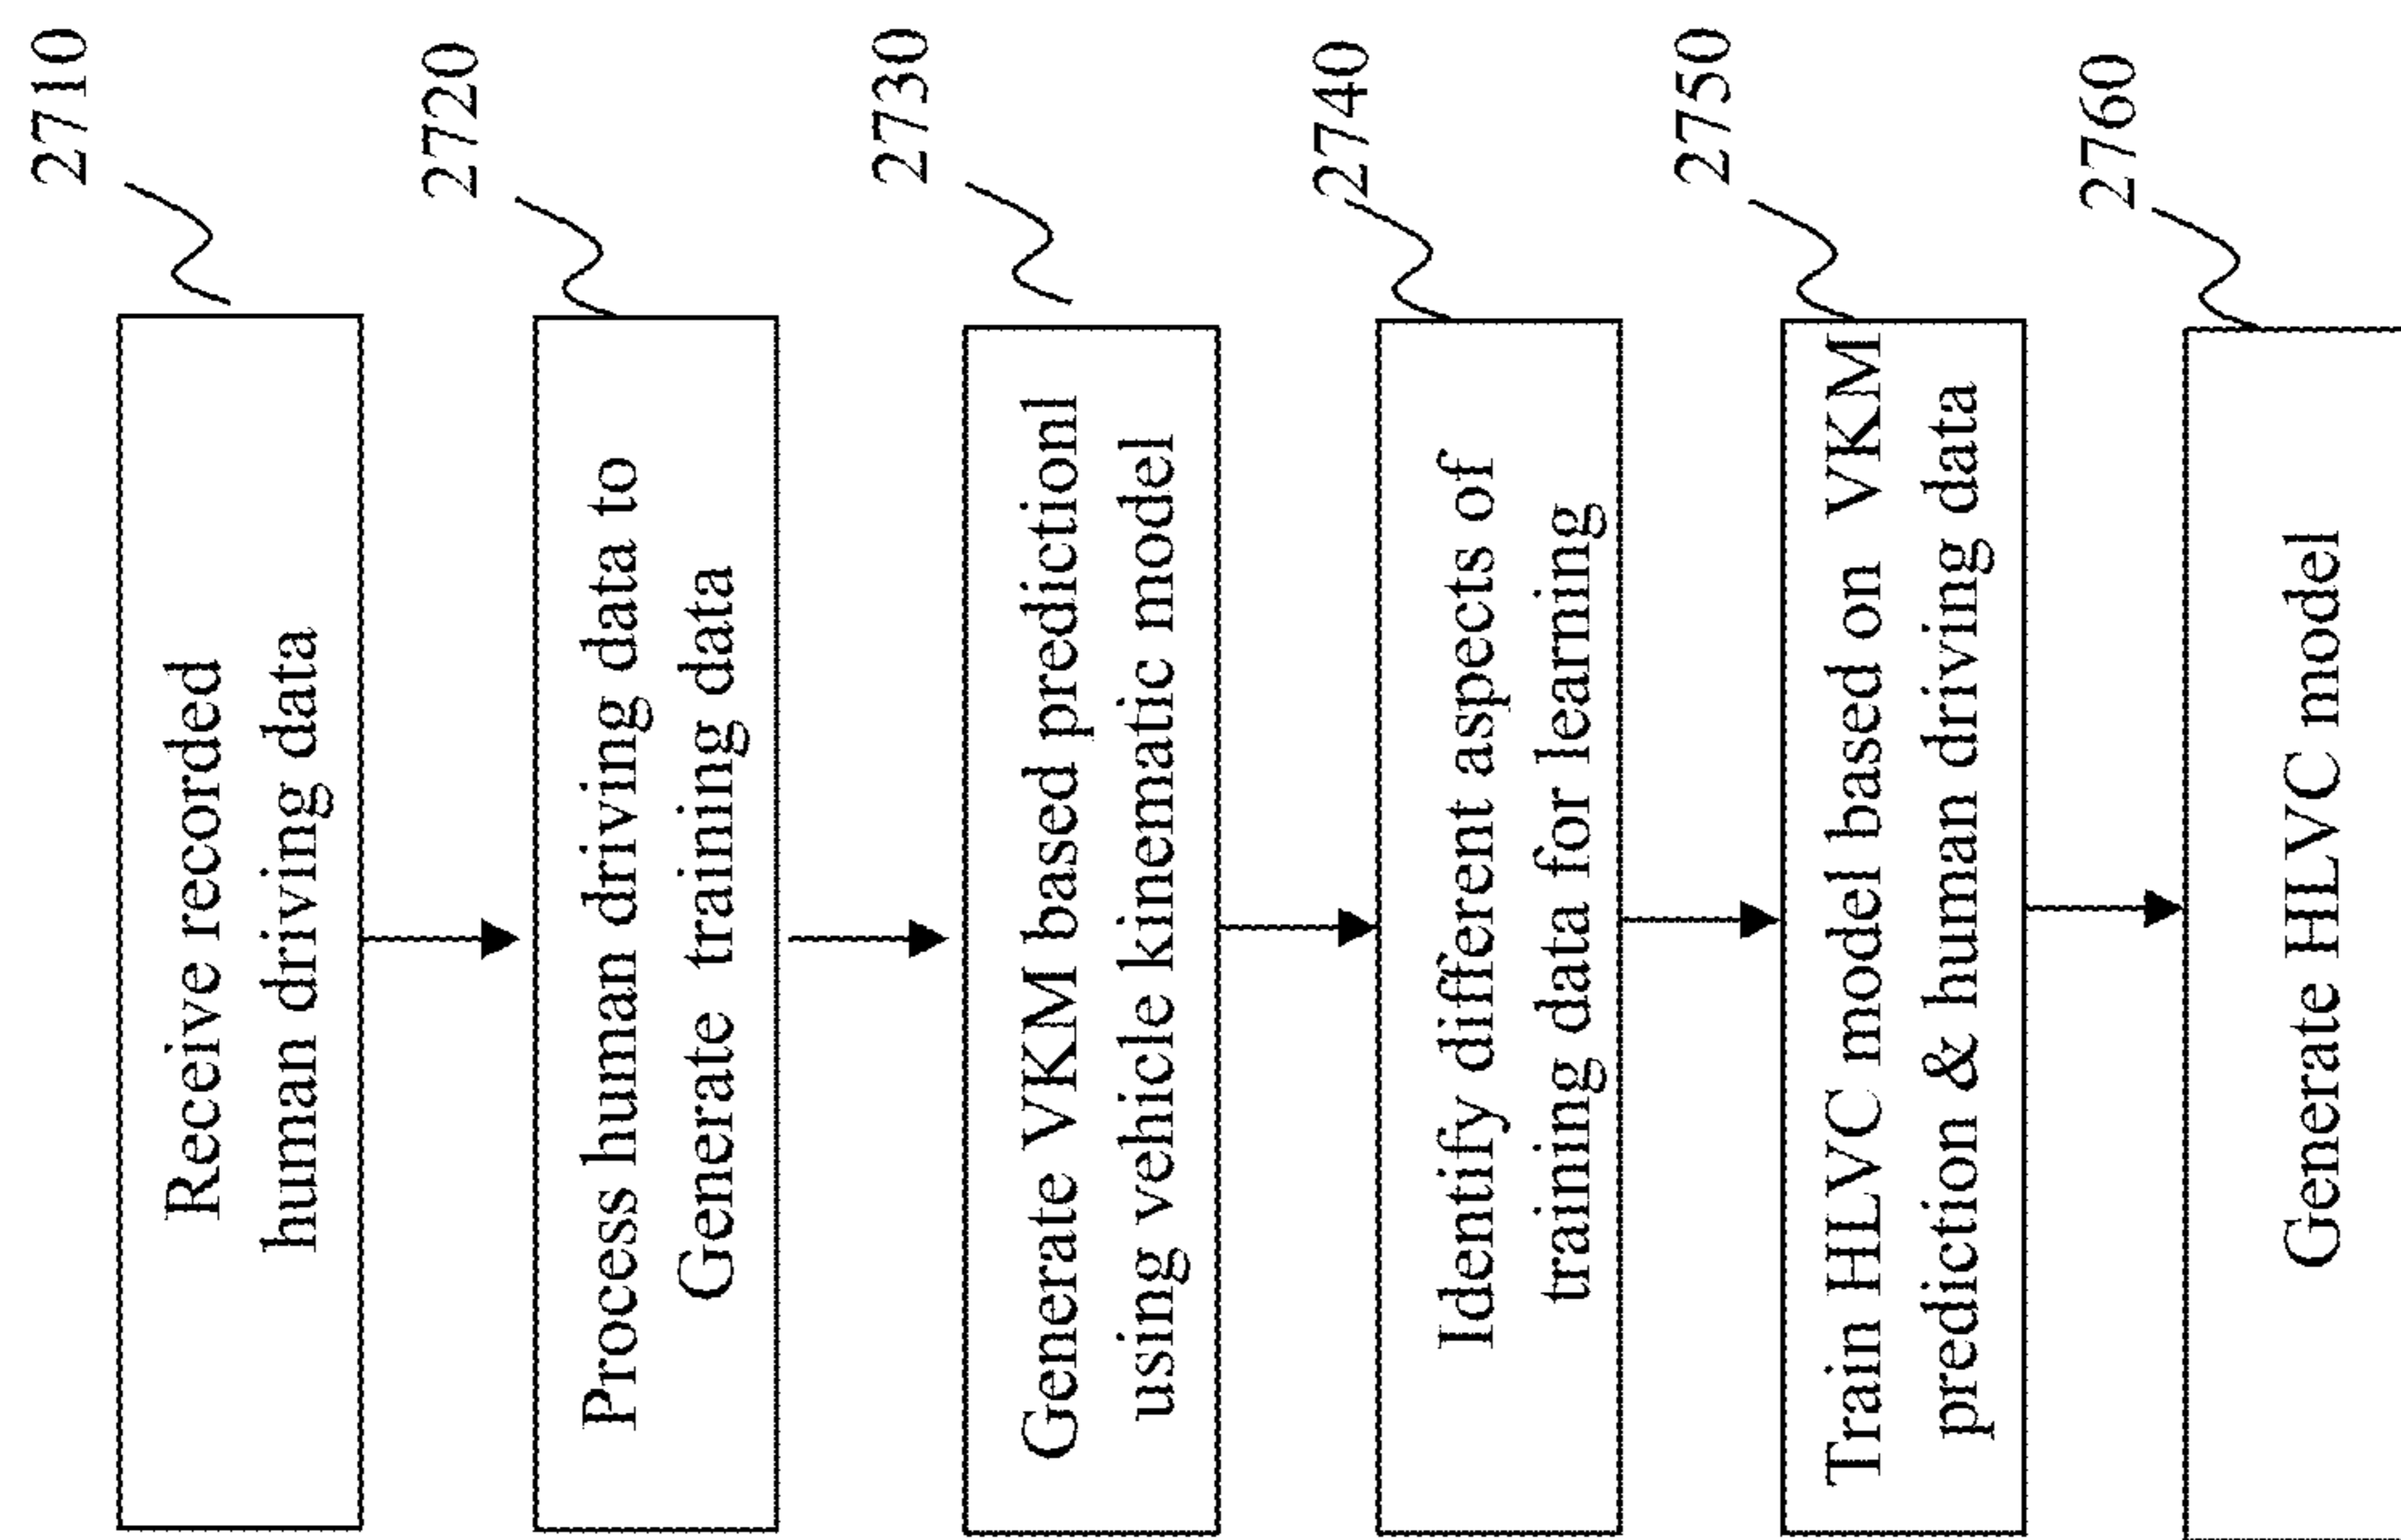 2710
Receive recorded
human driving data
2720
Process human driving data to
Generate training data
2730
Generate VKM based predictionl
using vehicle kinematic model
2740
Identify different aspects of
training data for learning
2750
Train HLVC model based on VKM
prediction & human driving data
2760
Generate HLVC model